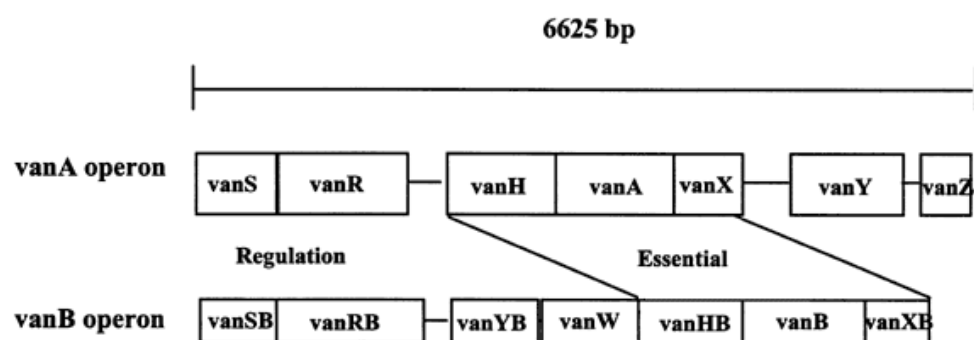 6625 bp
vanA operon vanS vanR vanH vanA vanX vanY vanZ
Regulation Essential
vanB operon vanSB vanRB vanYB vanW vanHB vanB vanXB